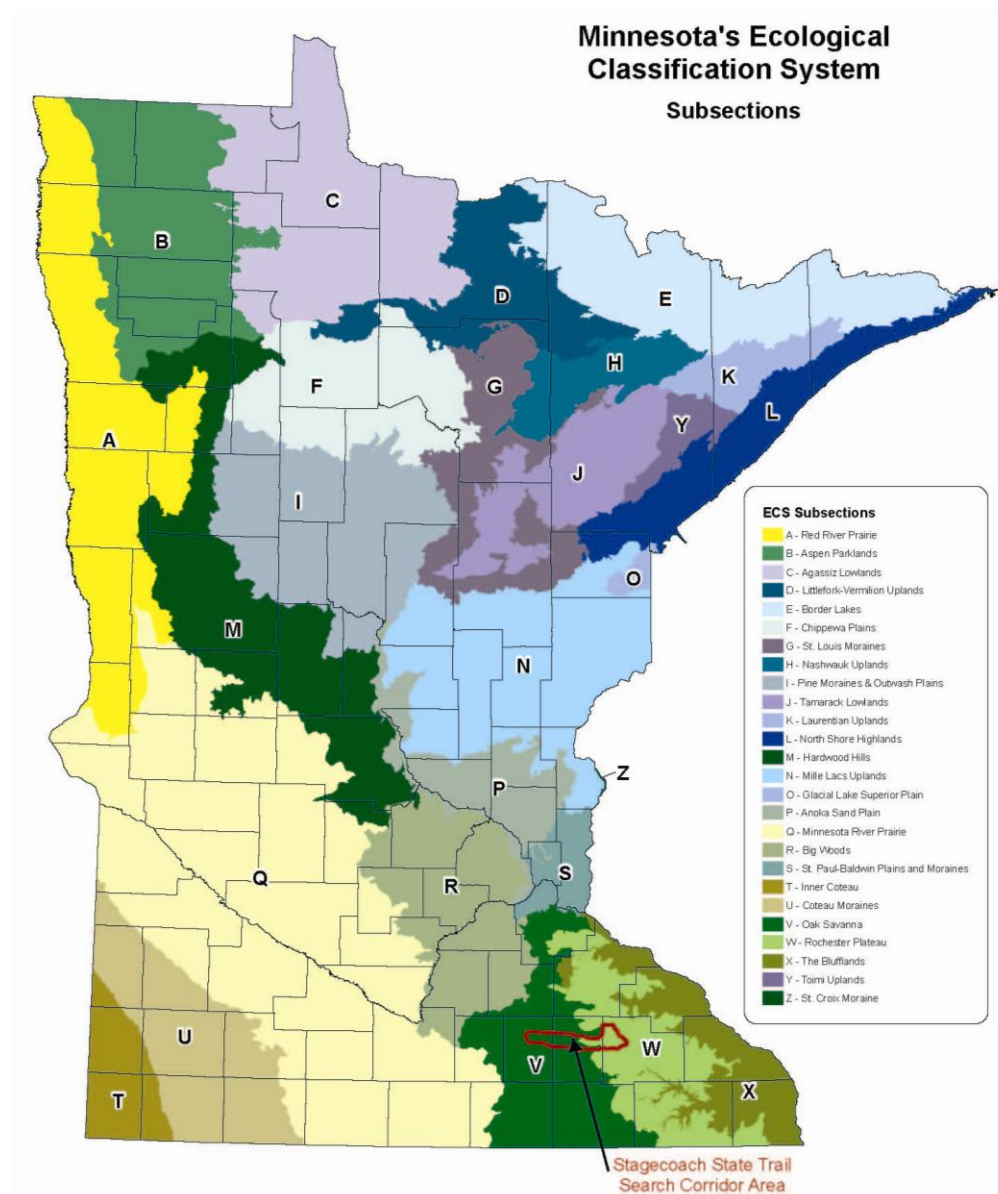 Minnesota's Ecological
Classification System
Subsections
C
B
D
E
H
F
G
K
L
Y
A
J
I
O
M
N
Z
P
Q
R
S
U
V
W
T
X
ECS Subsections
A - Red River Prairie
B - Aspen Parklands
C - Agassiz Lowlands
D - Littlefork-Vermilion Uplands
E - Border Lakes
F - Chippewa Plains
G - St. Louis Moraines
H - Nashwauk Uplands
I - Pine Moraines & Outwash Plains
J - Tamarack Lowlands
K - Laurentian Uplands
L - North Shore Highlands
M - Hardwood Hills
N - Mille Lacs Uplands
O - Glacial Lake Superior Plain
P - Anoka Sand Plain
Q - Minnesota River Prairie
R - Big Woods
S - St. Paul-Baldwin Plains and Moraines
T - Inner Coteau
U - Coteau Moraines
V - Oak Savanna
W - Rochester Plateau
X - The Blufflands
Y - Toimi Uplands
Z - St. Croix Moraine
Stagecoach State Trail
Search Corridor Area